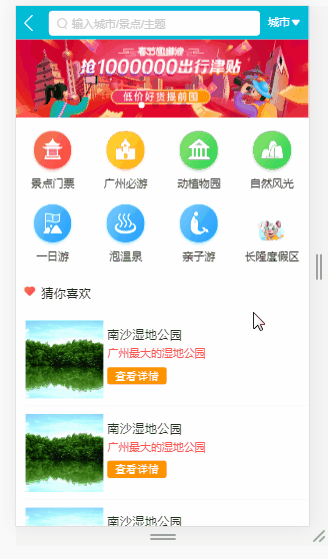 输入城市/景点/主题
城市
春节出游便
抢1000000出行津贴
低价好货提前囤
景点门票 广州必游 动植物园 自然风光
一日游 泡温泉 亲子游 长隆度假区
猜你喜欢
南沙湿地公园
广州最大的湿地公园
查看详情
南沙湿地公园
广州最大的湿地公园
查看详情
南沙湿地公园